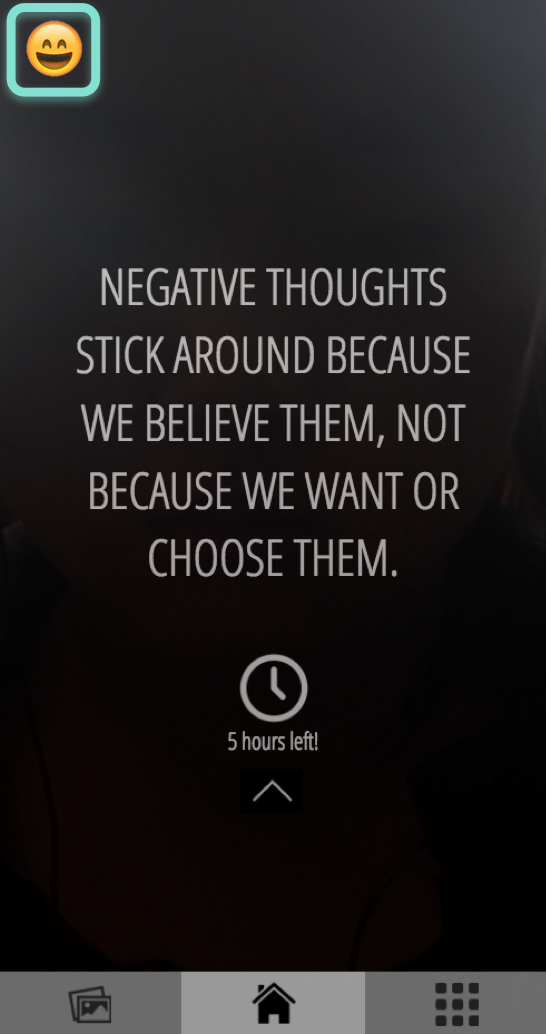 NEGATIVE THOUGHTS
STICK AROUND BECAUSE
WE BELIEVE THEM, NOT
BECAUSE WE WANT OR
CHOOSE THEM.
5 hours left!